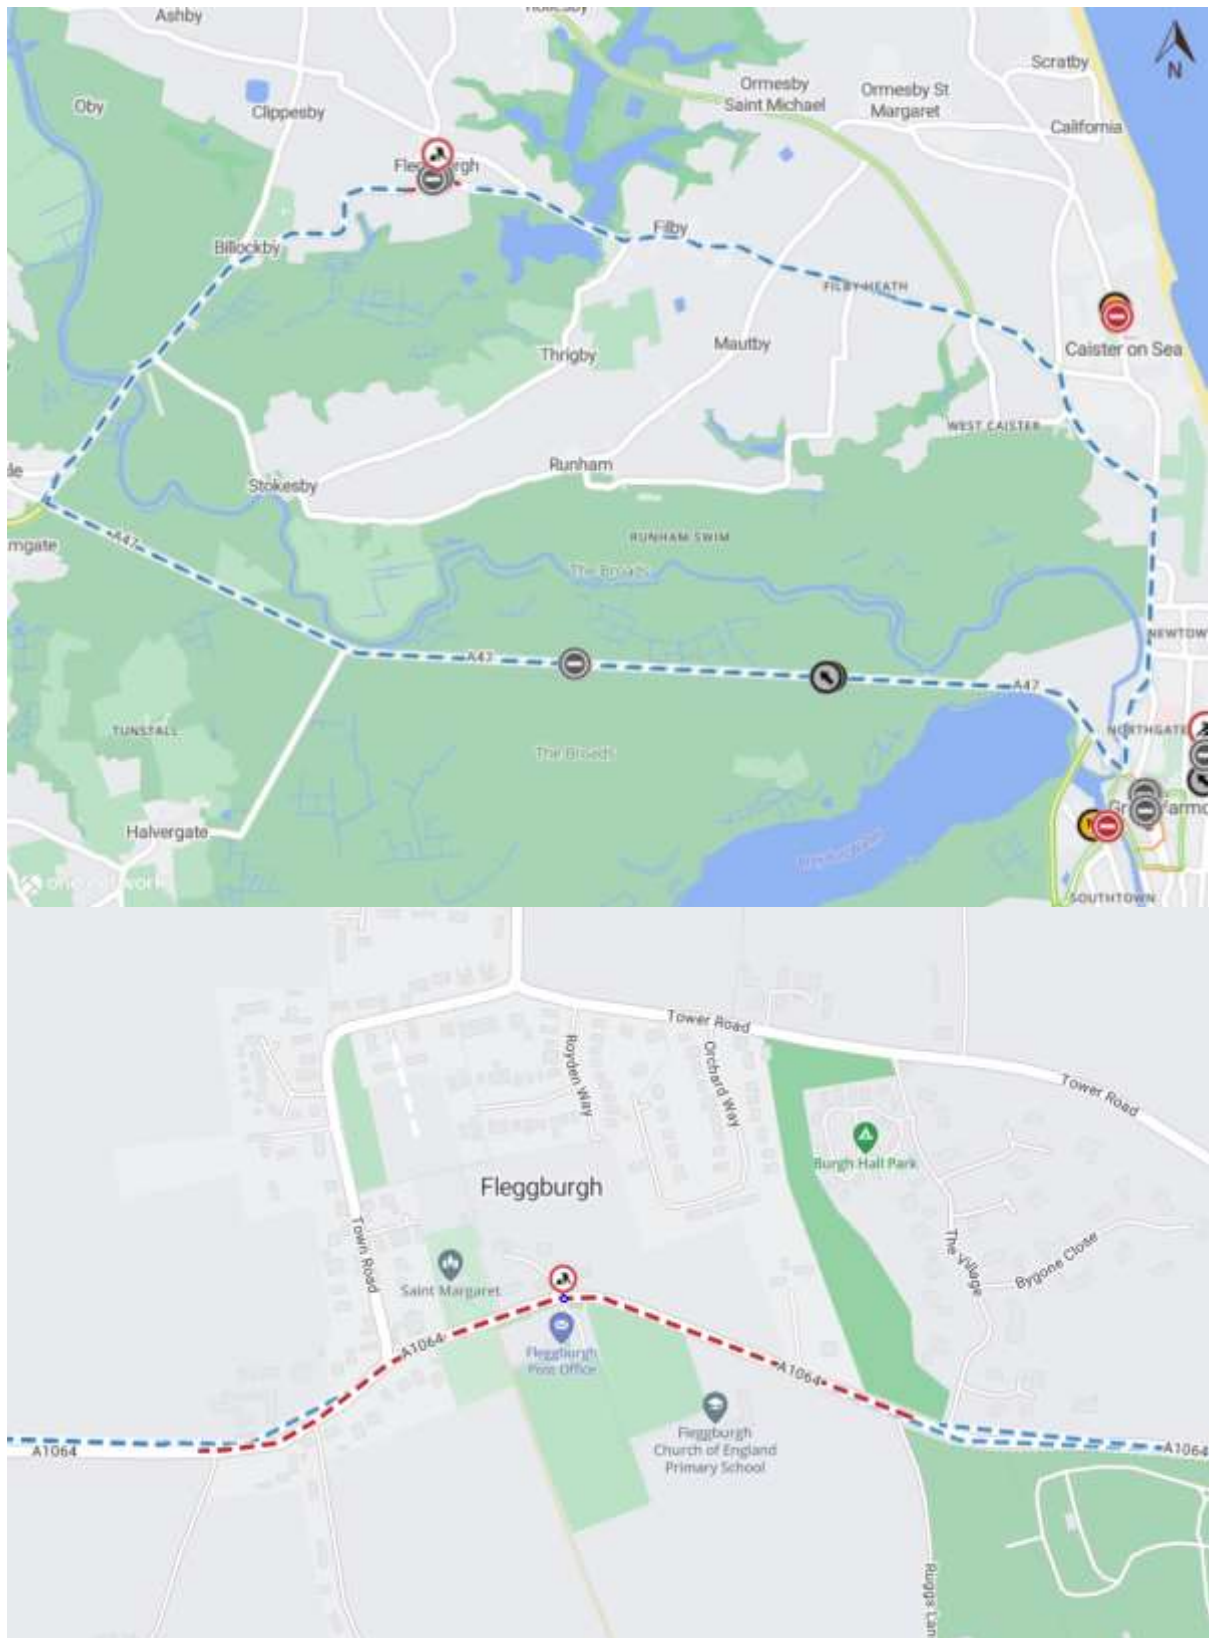 Ashby
Oby
Clippesby
Ormesby
Saint Michael
Ormesby St
Margaret
Scratby
California
N
Billockby
Filby
FILBY HEATH
Thrigby
Mautby
Caister on Sea
WEST CAISTER
Runham
Stokesby
RUNHAM SWIM
The Broads
A47
A47
A47
NORTHGATE
TUNSTALL
The Broads
Halvergate
SOUTHTOWN
Tower Road
Tower Road
Royden Way
Orchard Way
Burgh Hall Park
Fleggburgh
Town Road
The Village
Bygone Close
Saint Margaret
A1064
Fleggburgh
Post Office
A1064
Fleggburgh
Church of England
Primary School
A1064
A1064